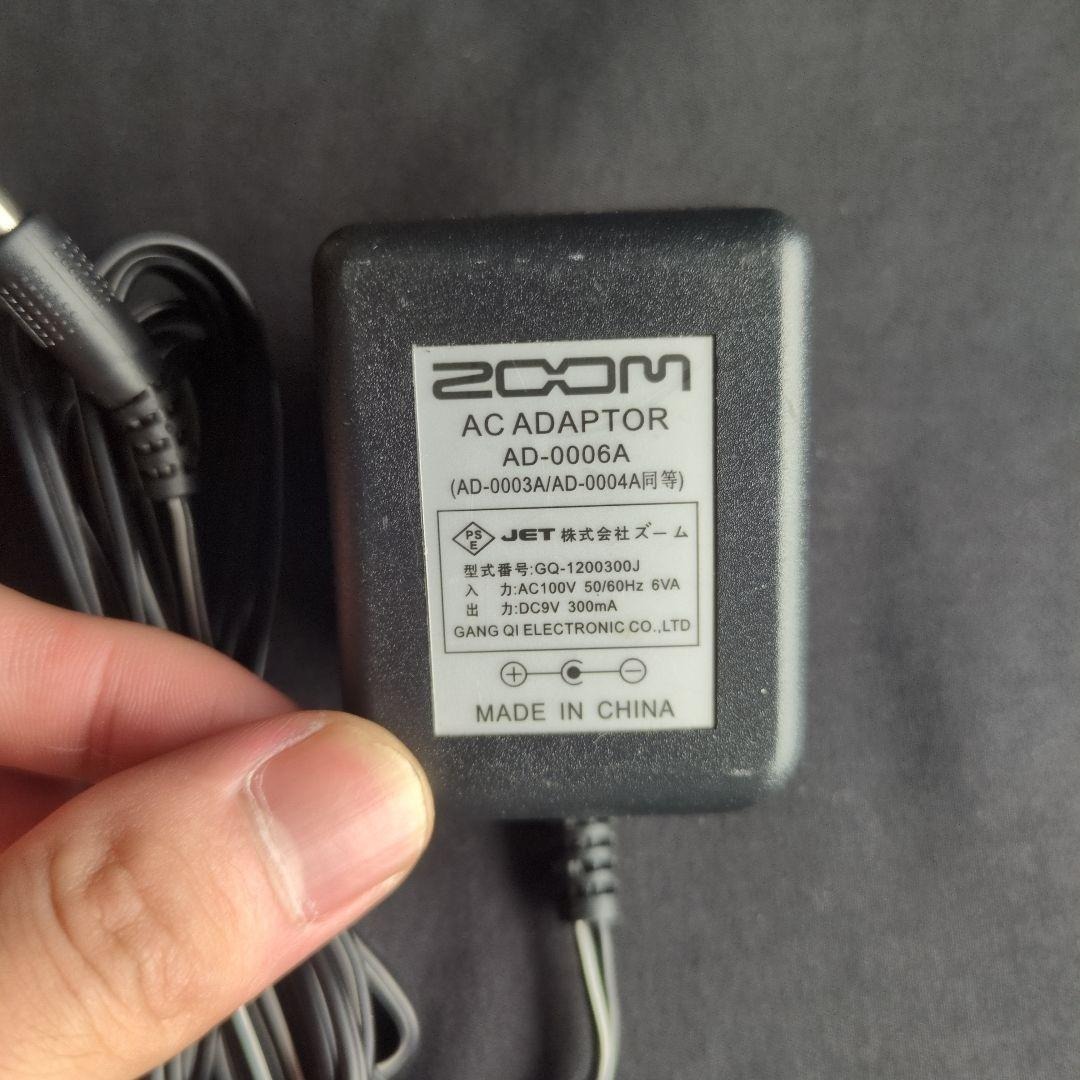 ZOOM
AC ADAPTOR
AD-0006A
(AD-0003A/AD-0004A同等)
PS E JET 株式会社ズーム
型式番号:GQ-1200300J
入 力:AC100V 50/60Hz 6VA
出 力:DC9V 300mA
GANG QI ELECTRONIC CO.,LTD
MADE IN CHINA